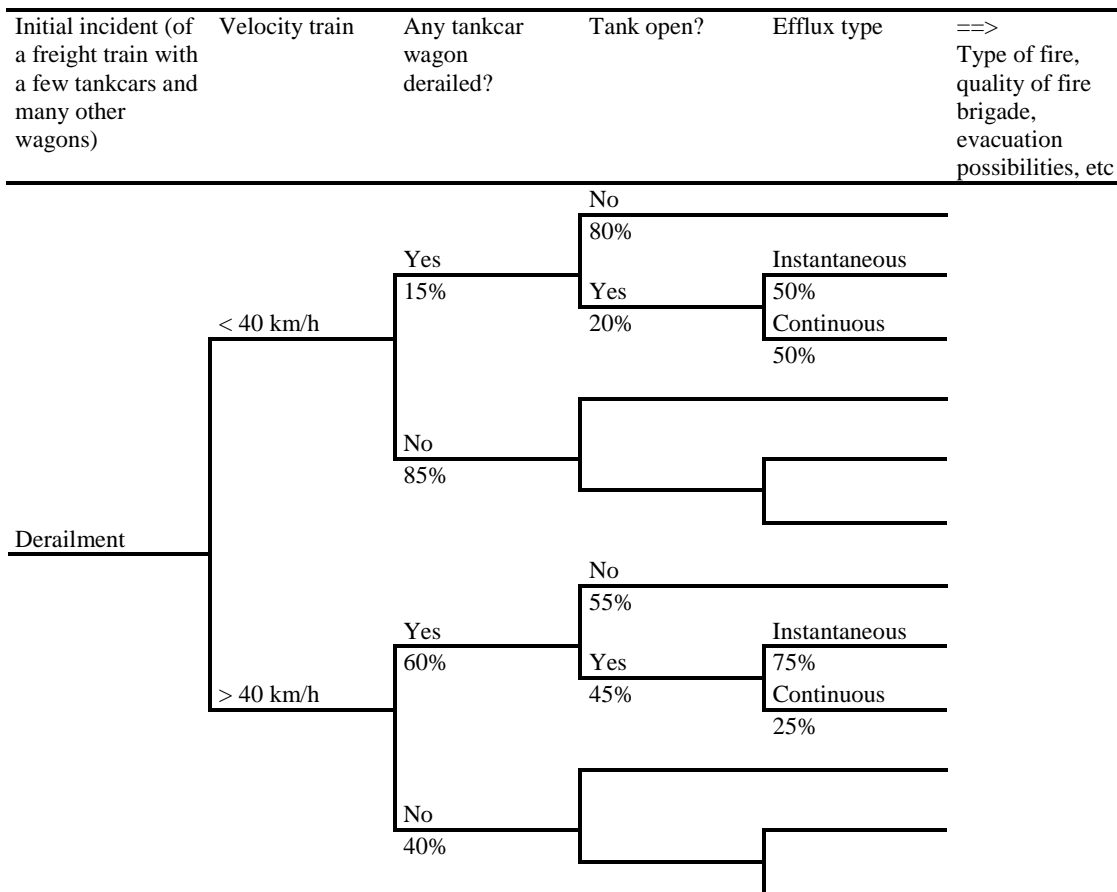 Initial incident (of
a freight train with
a few tankcars and
many other
wagons)
Velocity train
Any tankcar
wagon
derailed?
Tank open?
Efflux type
==>
Type of fire,
quality of fire
brigade,
evacuation
possibilities, etc
No
80%
Yes
15%
Instantaneous
50%
Yes
20%
Continuous
50%
< 40 km/h
No
85%
Derailment
No
55%
Yes
60%
Instantaneous
75%
Yes
45%
Continuous
25%
> 40 km/h
No
40%